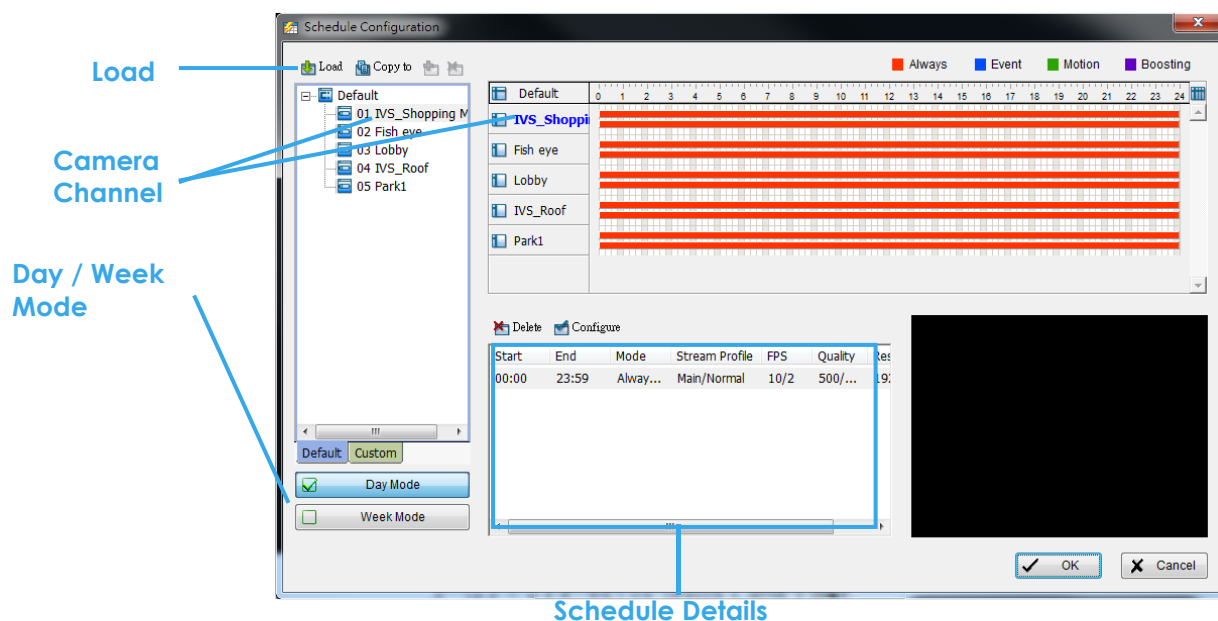 Schedule Configuration
Load
Load Copy to
Always Event Motion Boosting
Default
01 IVS_Shopping M
02 Fish eye
03 Lobby
04 IVS_Roof
05 Park1
Default 0 1 2 3 4 5 6 7 8 9 10 11 12 13 14 15 16 17 18 19 20 21 22 23 24
IVS_Shoppi
Fish eye
Lobby
IVS_Roof
Park1
Camera
Channel
Day / Week
Mode
Delete Configure
Start End Mode Stream Profile FPS Quality Res
00:00 23:59 Alway... Main/Normal 10/2 500/... 192
Default Custom
Day Mode
Week Mode
OK Cancel
Schedule Details